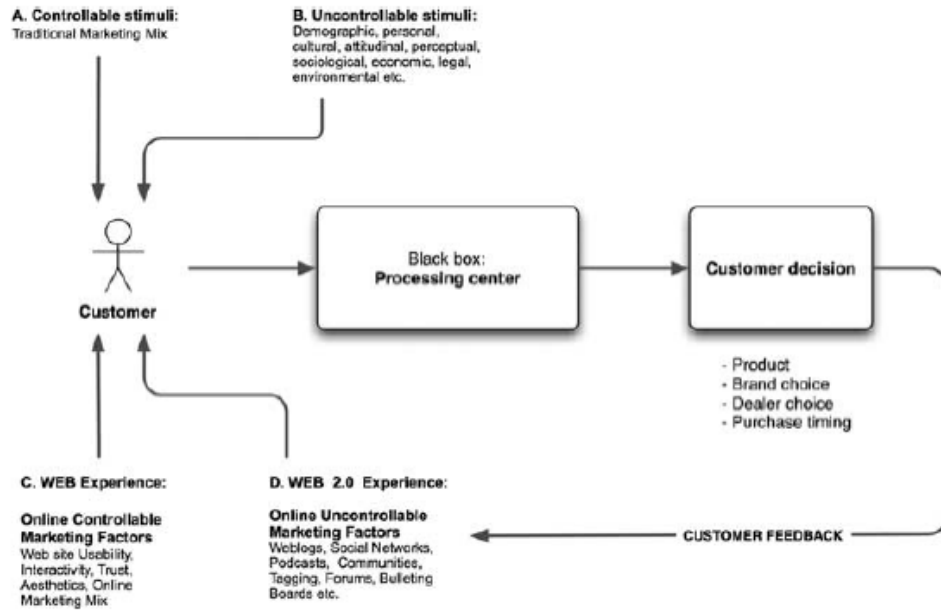 A. Controllable stimuli:
Traditional Marketing Mix
B. Uncontrollable stimuli:
Demographic, personal,
cultural, attitudinal, perceptual,
sociological, economic, legal,
environmental etc.
Customer
Black box:
Processing center
Customer decision
- Product
- Brand choice
- Dealer choice
- Purchase timing
C. WEB Experience:
Online Controllable
Marketing Factors
Web site Usability,
Interactivity, Trust,
Aesthetics, Online
Marketing Mix
D. WEB 2.0 Experience:
Online Uncontrollable
Marketing Factors
Weblogs, Social Networks,
Podcasts, Communities,
Tagging, Forums, Bulleting
Boards etc.
CUSTOMER FEEDBACK